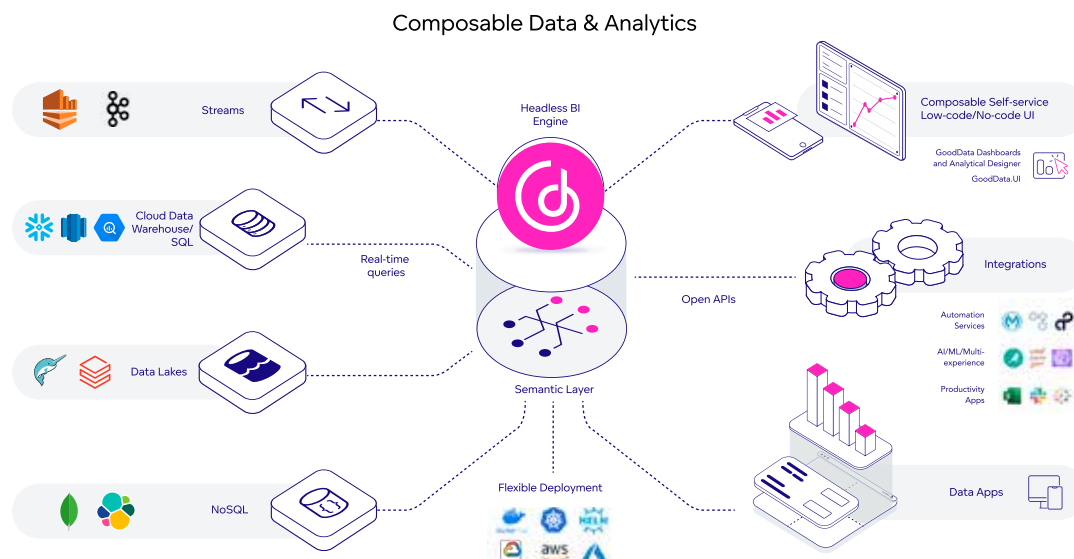 Composable Data & Analytics
Streams
Cloud Data
Warehouse/
SQL
Data Lakes
NoSQL
Real-time
queries
Headless BI
Engine
Semantic Layer
Flexible Deployment
HELM
aws
Open APIs
Composable Self-service
Low-code/No-code UI
GoodData Dashboards
and Analytical Designer
GoodData.UI
Integrations
Automation
Services
AI/ML/Multi-
experience
Productivity
Apps
Data Apps